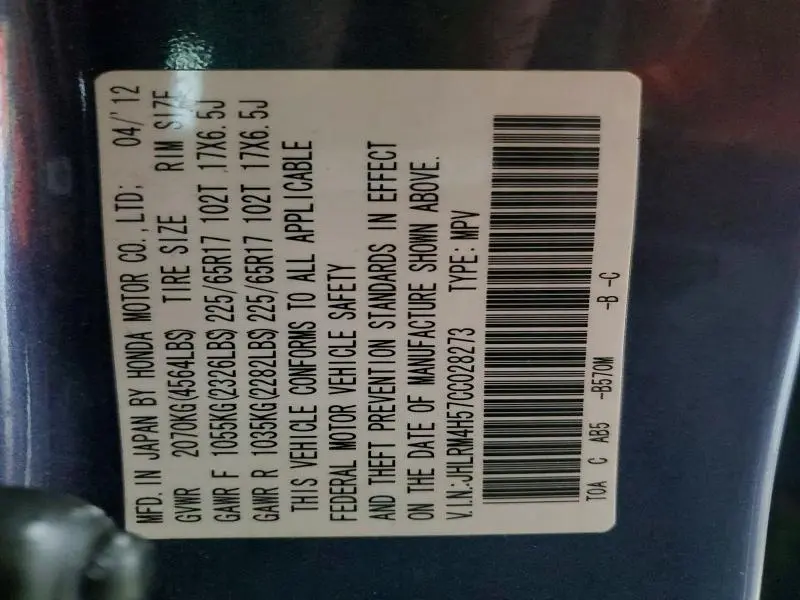 MFD. IN JAPAN BY HONDA MOTOR CO., LTD; 04/'12
GVWR 2070KG(4564LBS) TIRE SIZE RIM SIZE
GAWR F 1055KG(2326LBS) 225/65R17 102T 17X6.5J
GAWR R 1035KG(2282LBS) 225/65R17 102T 17X6.5J
THIS VEHICLE CONFORMS TO ALL APPLICABLE
FEDERAL MOTOR VEHICLE SAFETY
AND THEFT PREVENTION STANDARDS IN EFFECT
ON THE DATE OF MANUFACTURE SHOWN ABOVE.
V.I.N.:JHLRM4H57CC028273 TYPE: MPV
TOA C AB5 -B570M -B -C